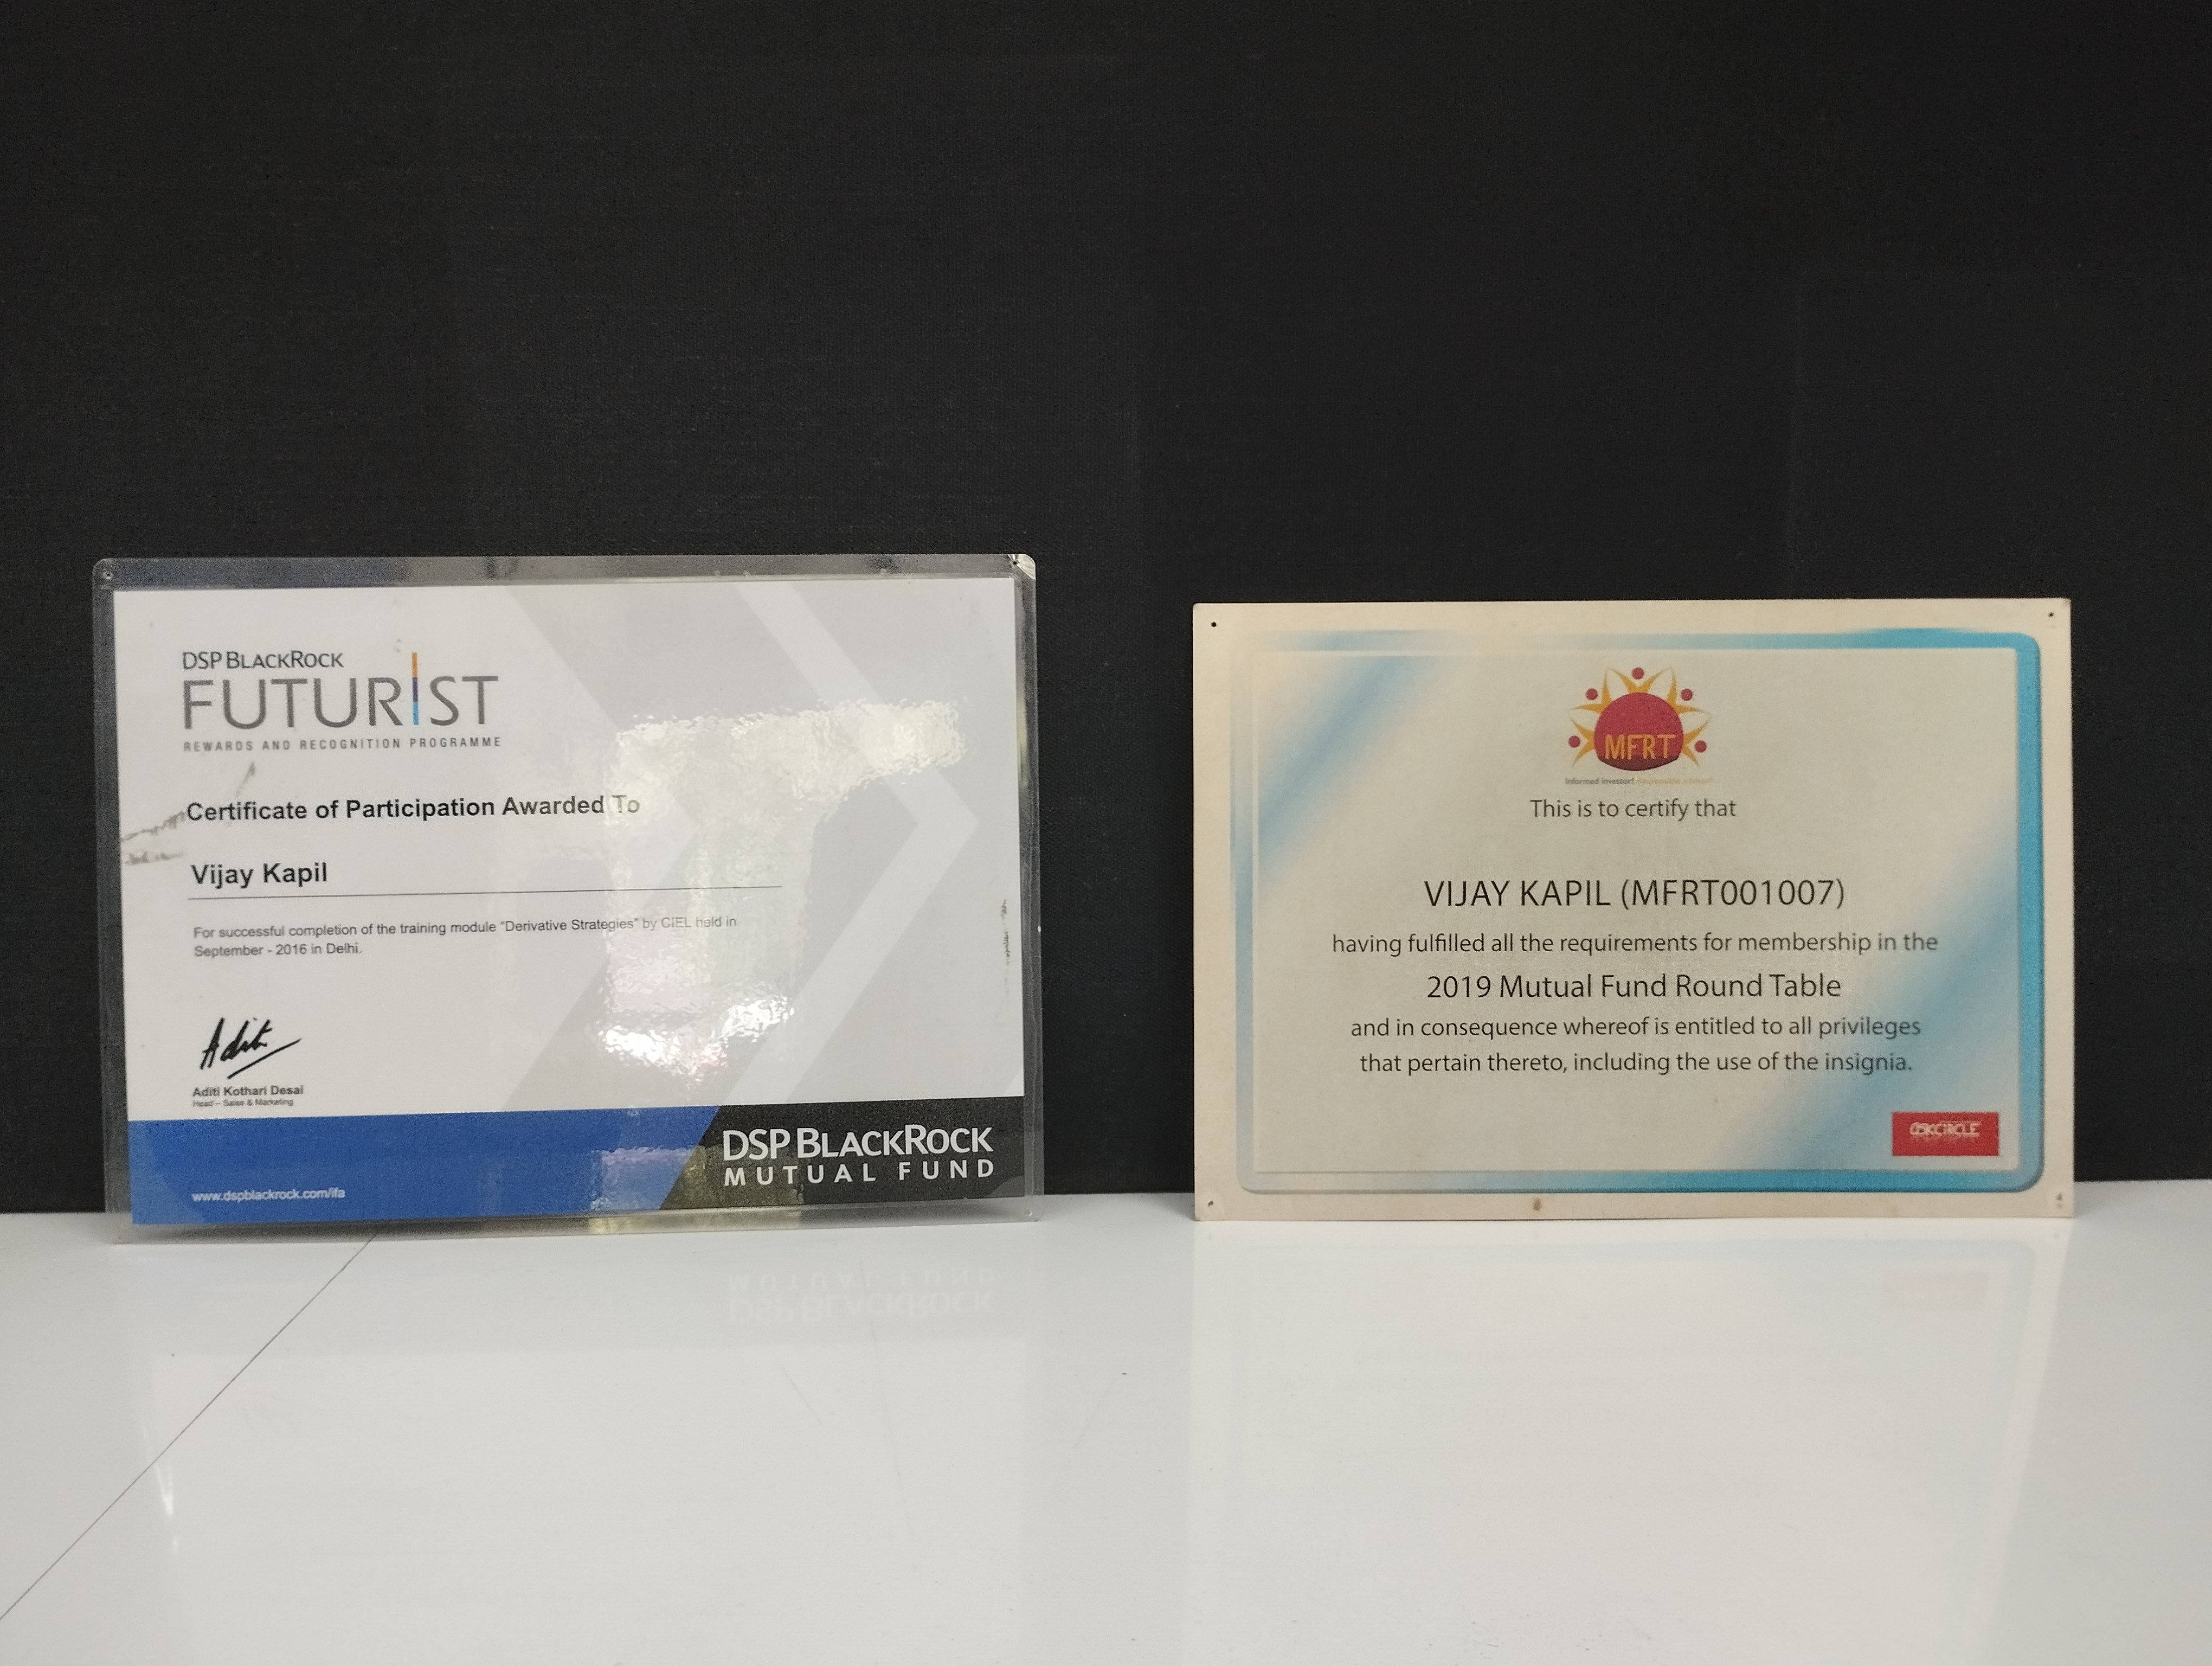 DSP BLACKROCK
FUTURIST
REWARDS AND RECOGNITION PROGRAMME
Certificate of Participation Awarded To
Vijay Kapil
For successful completion of the training module "Derivative Strategies" by CIEL held in
September - 2016 in Delhi.
Aditi Kothari Desai
Head – Sales & Marketing
www.dspblackrock.com/ifa
DSP BLACKROCK
MUTUAL FUND
MFRT
Informed investor! Responsible advisor!
This is to certify that
VIJAY KAPIL (MFRT001007)
having fulfilled all the requirements for membership in the
2019 Mutual Fund Round Table
and in consequence whereof is entitled to all privileges
that pertain thereto, including the use of the insignia.
ASKCIRCLE